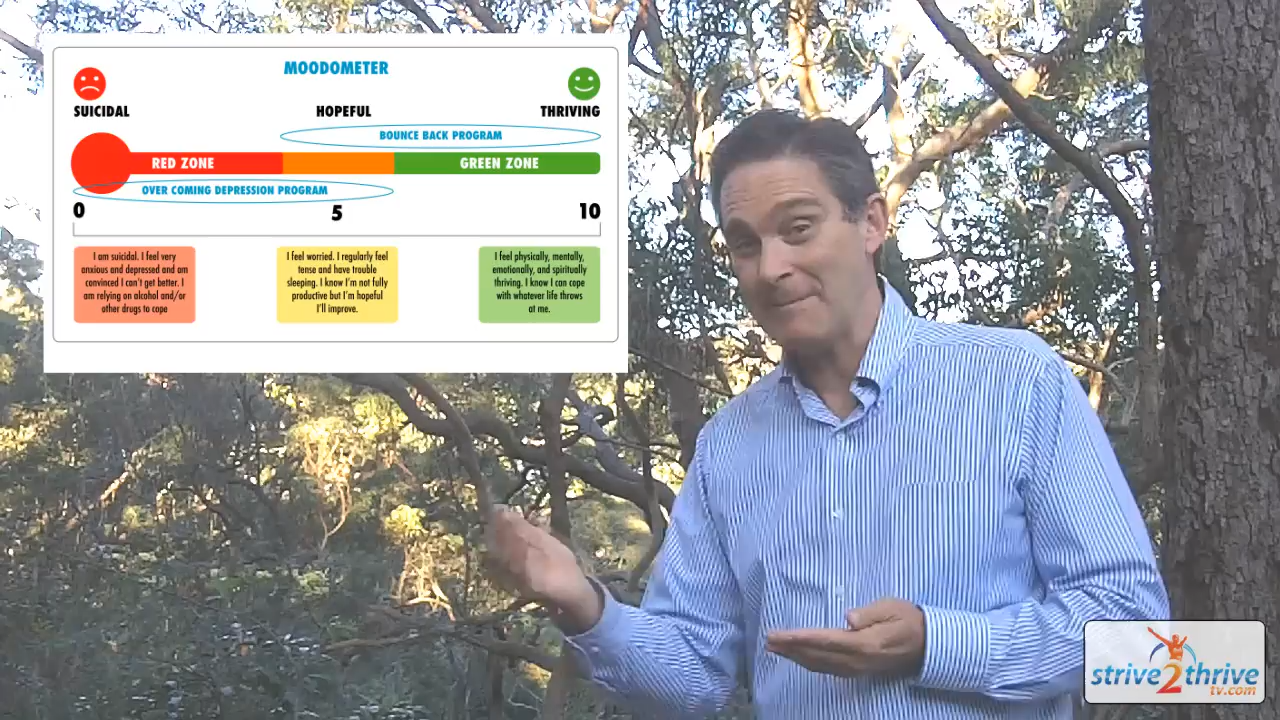 MOODOMETER
SUICIDAL HOPEFUL THRIVING
BOUNCE BACK PROGRAM
RED ZONE GREEN ZONE
OVER COMING DEPRESSION PROGRAM
0 5 10
I am suicidal. I feel very
anxious and depressed and am
convinced I can't get better. I
am relying on alcohol and/or
other drugs to cope
I feel worried. I regularly feel
tense and have trouble
sleeping. I know I'm not fully
productive but I'm hopeful
I'll improve.
I feel physically, mentally,
emotionally, and spiritually
thriving. I know I can cope
with whatever life throws
at me.
strive2thrive
tv.com